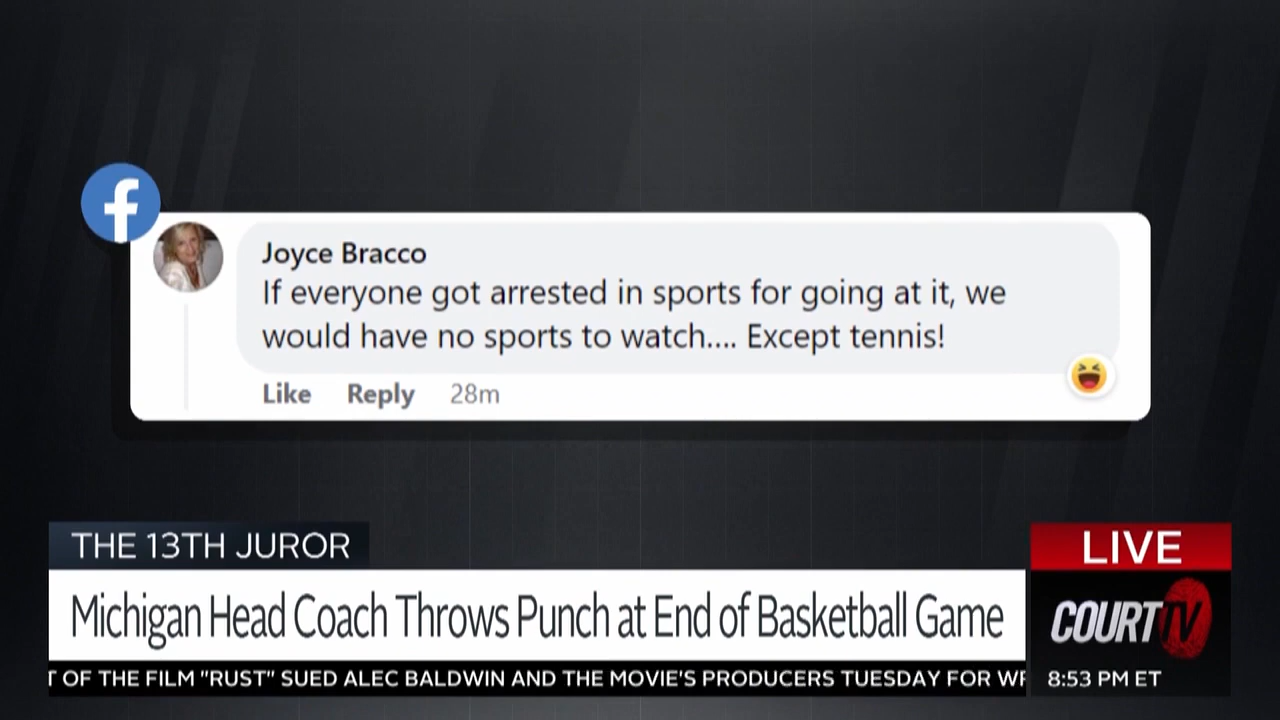 f
Joyce Bracco
If everyone got arrested in sports for going at it, we
would have no sports to watch.... Except tennis!
Like Reply 28m
THE 13TH JUROR
LIVE
Michigan Head Coach Throws Punch at End of Basketball Game
COURT TV
T OF THE FILM "RUST" SUED ALEC BALDWIN AND THE MOVIE'S PRODUCERS TUESDAY FOR WR
8:53 PM ET